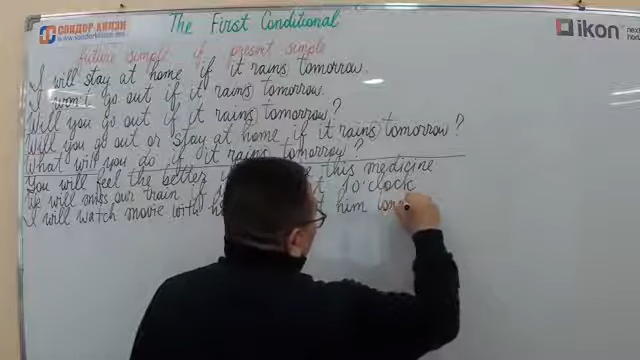 The First Conditional
СОНДОР-КИДЗИ
ikon
future simple if present simple
I will stay at home if it rains tomorrow.
I won't go out if it rains tomorrow.
Will you go out if it rains tomorrow?
Will you go out or stay at home if it rains tomorrow?
What will you do if it rains tomorrow?
You will feel the better this medicine
We will miss our train if o'clock
I will watch movie with him